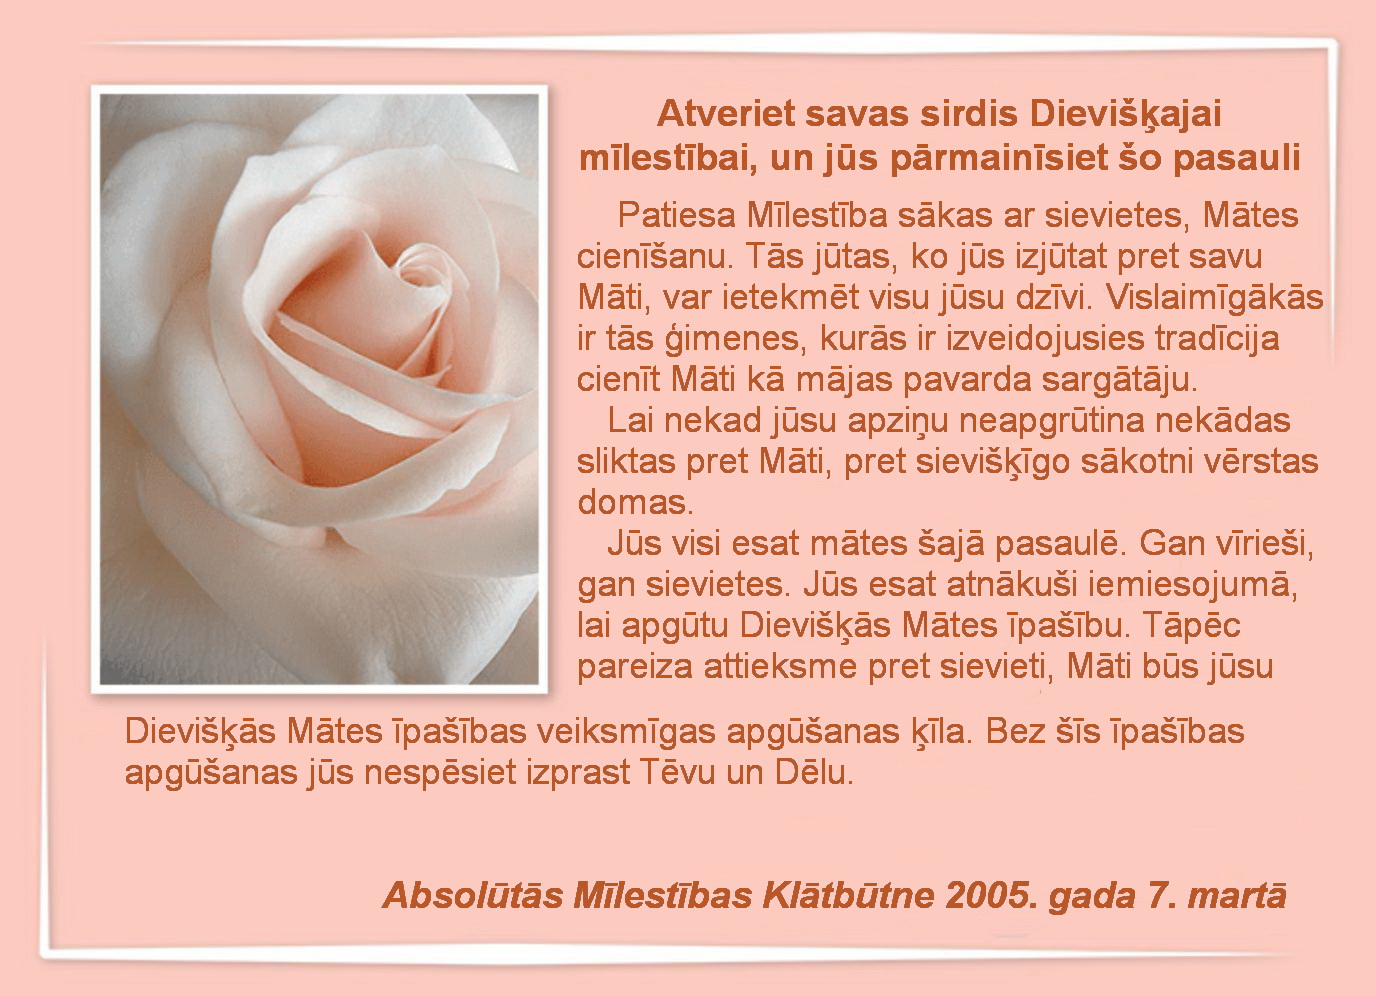 Atveriet savas sirdis Dievišķajai
mīlestībai, un jūs pārmainīsiet šo pasauli
Patiesa Mīlestība sākas ar sievietes, Mātes
cienīšanu. Tās jūtas, ko jūs izjūtat pret savu
Māti, var ietekmēt visu jūsu dzīvi. Vislaimīgākās
ir tās ģimenes, kurās ir izveidojusies tradīcija
cienīt Māti kā mājas pavarda sargātāju.
Lai nekad jūsu apziņu neapgrūtina nekādas
sliktas pret Māti, pret sievišķīgo sākotni vērstas
domas.
Jūs visi esat mātes šajā pasaulē. Gan vīrieši,
gan sievietes. Jūs esat atnākuši iemiesojumā,
lai apgūtu Dievišķās Mātes īpašību. Tāpēc
pareiza attieksme pret sievieti, Māti būs jūsu
Dievišķās Mātes īpašības veiksmīgas apgūšanas ķīla. Bez šīs īpašības
apgūšanas jūs nespēsiet izprast Tēvu un Dēlu.
Absolūtās Mīlestības Klātbūtne 2005. gada 7. martā